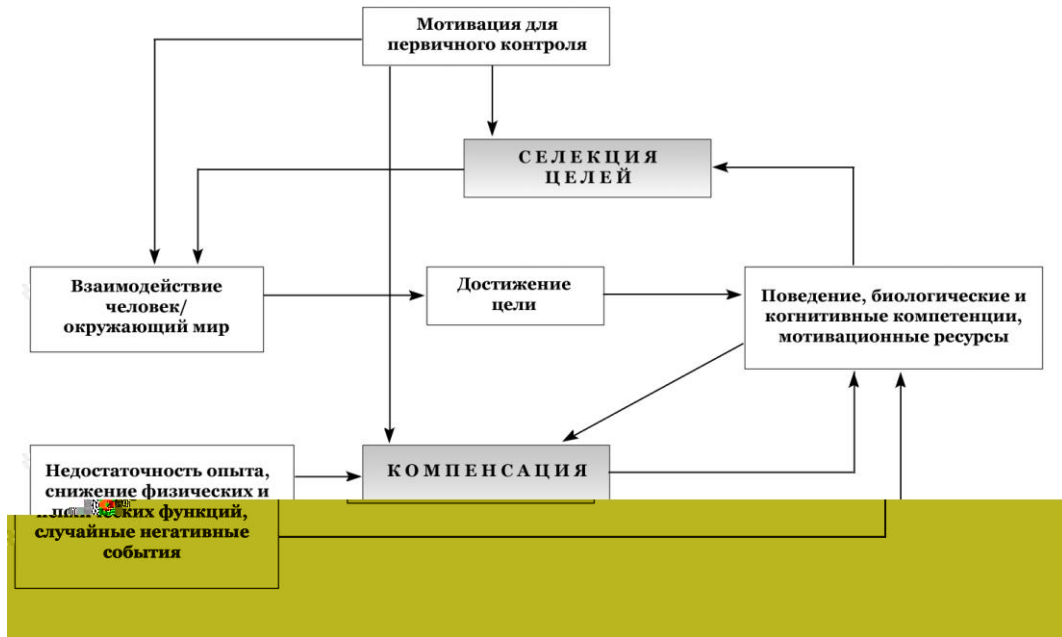 Мотивация для
первичного контроля
СЕЛЕКЦИЯ
ЦЕЛЕЙ
Взаимодействие
человек/
окружающий мир
Достижение
цели
Поведение, биологические и
когнитивные компетенции,
мотивационные ресурсы
Недостаточность опыта,
снижение физических и
функций,
случайные негативные
события
КОМПЕНСАЦИЯ